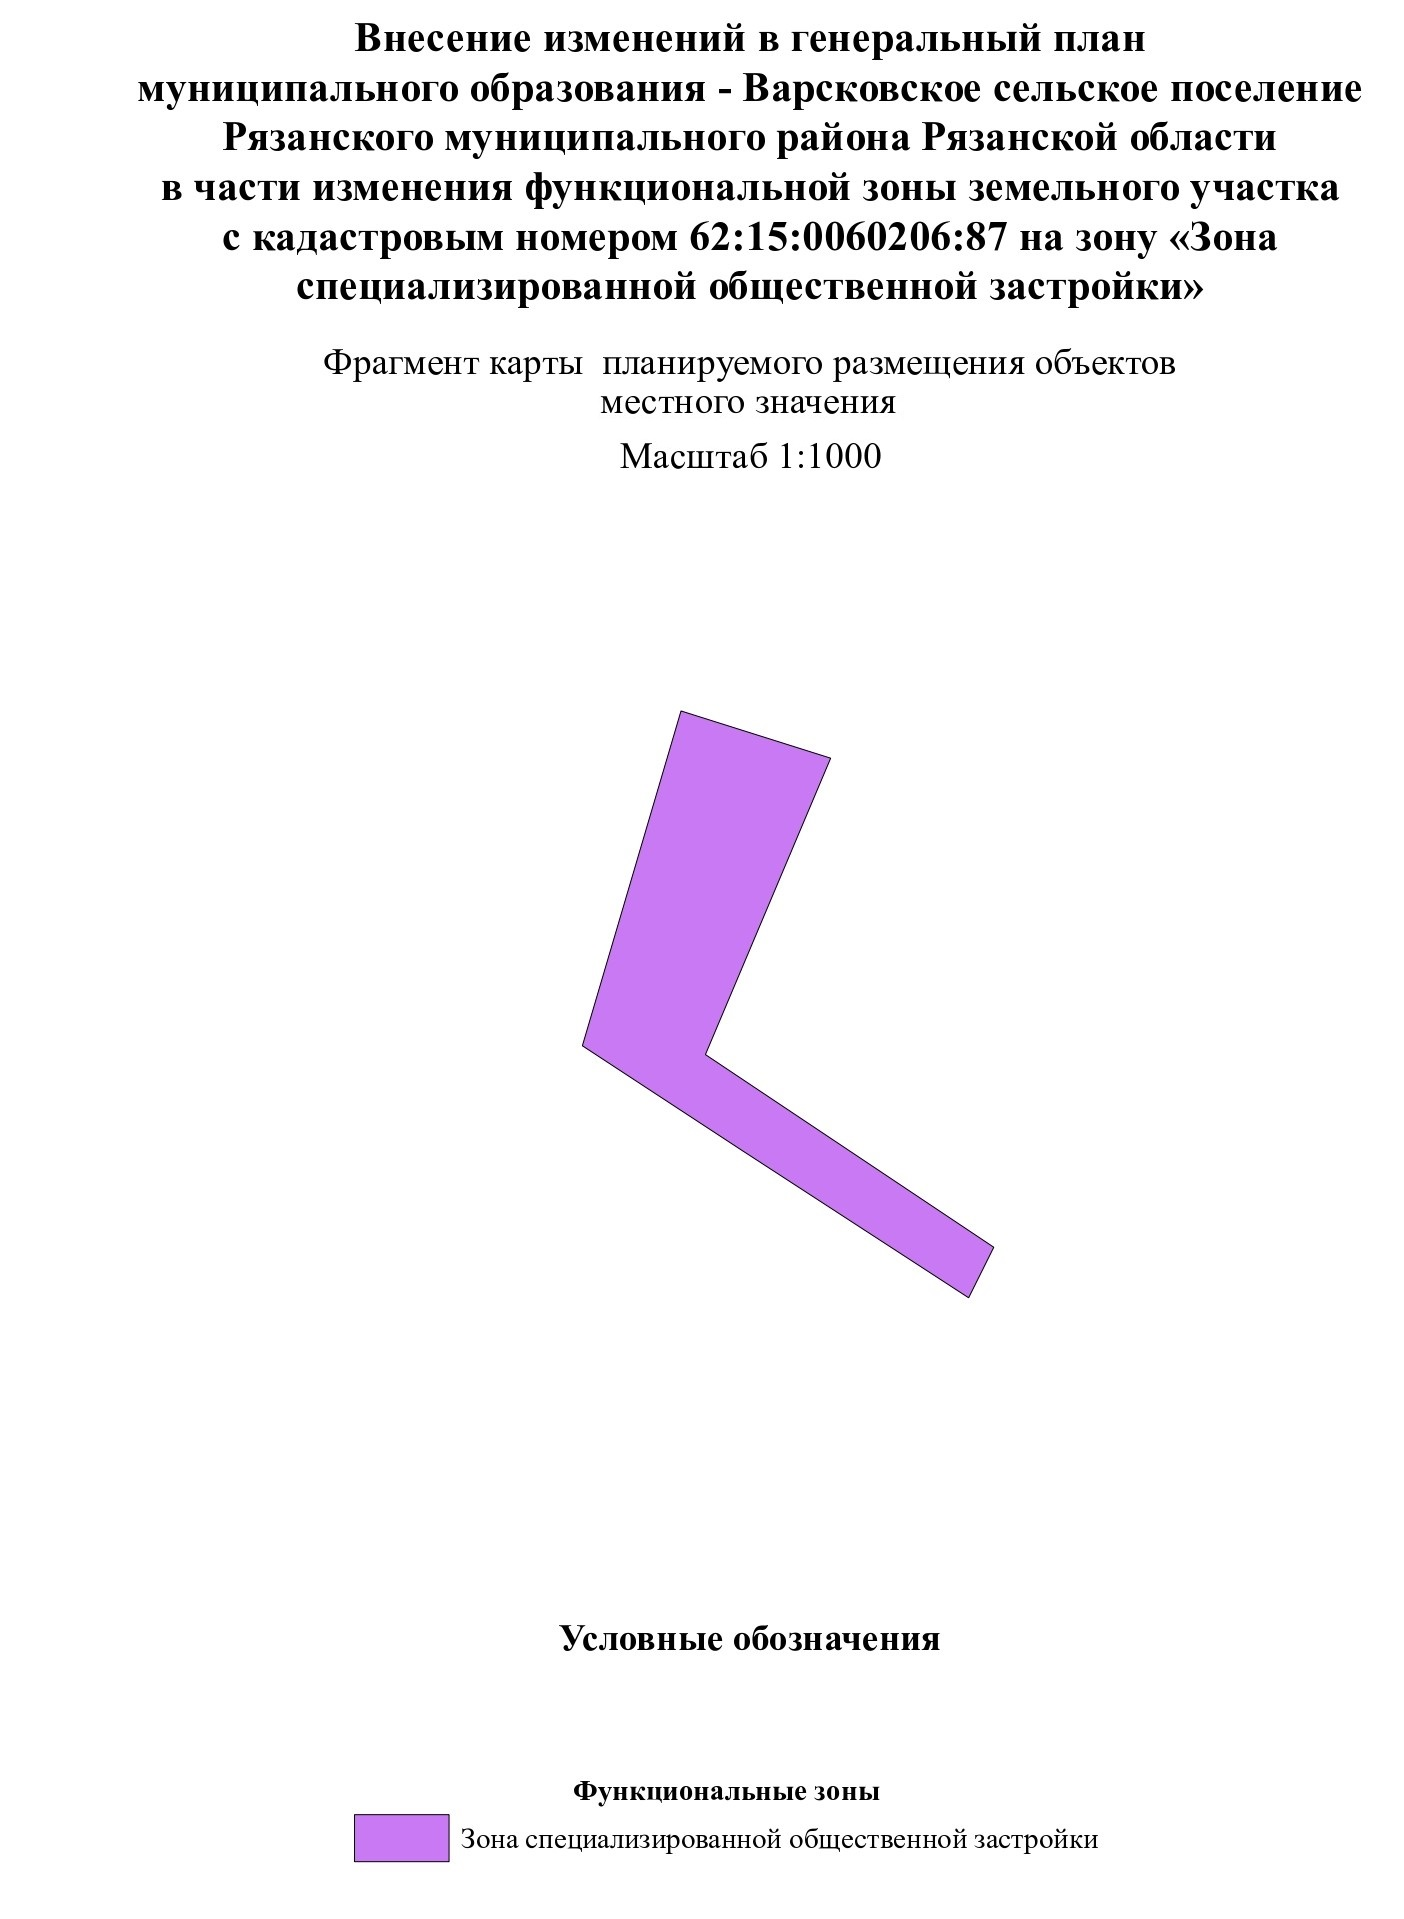 Внесение изменений в генеральный план
муниципального образования - Варсковское сельское поселение
Рязанского муниципального района Рязанской области
в части изменения функциональной зоны земельного участка
с кадастровым номером 62:15:0060206:87 на зону «Зона
специализированной общественной застройки»
Фрагмент карты планируемого размещения объектов
местного значения
Масштаб 1:1000
Условные обозначения
Функциональные зоны
Зона специализированной общественной застройки